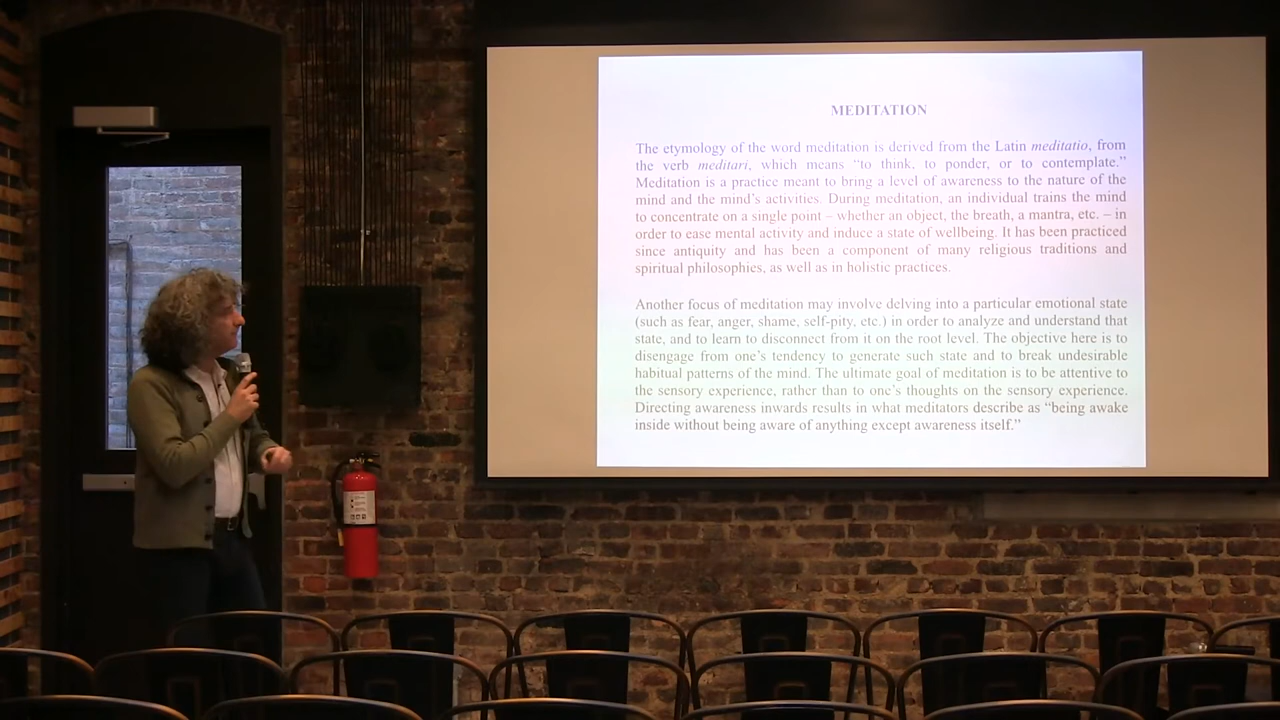 MEDITATION
The etymology of the word meditation is derived from the Latin meditatio, from
the verb meditari, which means “to think, to ponder, or to contemplate.”
Meditation is a practice meant to bring a level of awareness to the nature of the
mind and the mind’s activities. During meditation, an individual trains the mind
to concentrate on a single point – whether an object, the breath, a mantra, etc. – in
order to ease mental activity and induce a state of wellbeing. It has been practiced
since antiquity and has been a component of many religious traditions and
spiritual philosophies, as well as in holistic practices.
Another focus of meditation may involve delving into a particular emotional state
(such as fear, anger, shame, self-pity, etc.) in order to analyze and understand that
state, and to learn to disconnect from it on the root level. The objective here is to
disengage from one’s tendency to generate such state and to break undesirable
habitual patterns of the mind. The ultimate goal of meditation is to be attentive to
the sensory experience, rather than to one’s thoughts on the sensory experience.
Directing awareness inwards results in what meditators describe as “being awake
inside without being aware of anything except awareness itself.”